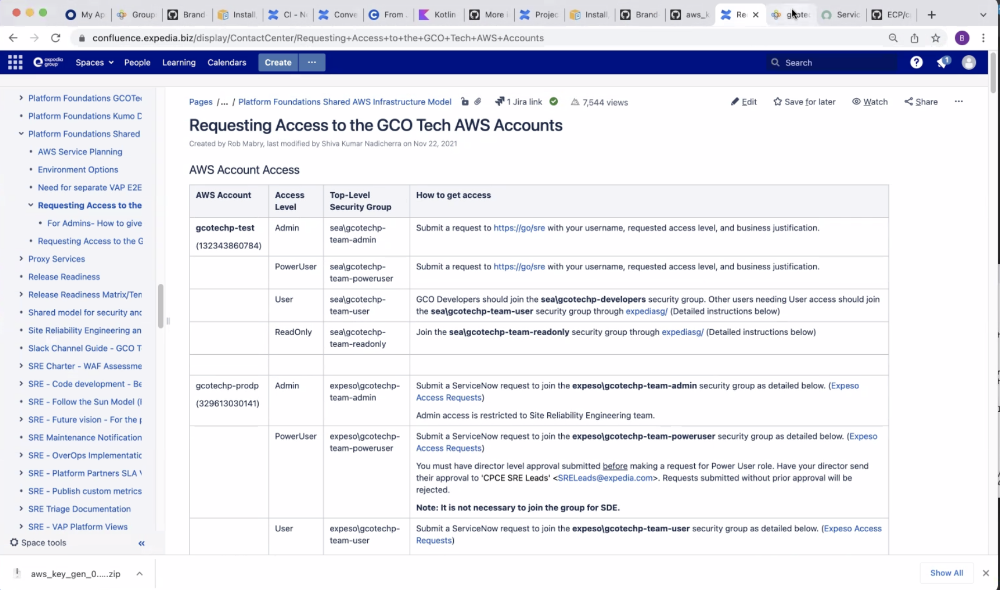 My Ap
Group
Brand
Install,
CI - N
Conve
From
Kotlin
More i
Projec
Install,
Brand
aws_k
Re
gcotec
Servic
ECP/c
confluence.expedia.biz/display/ContactCenter/Requesting+Access+to+the+GCO+Tech+AWS+Accounts
B
expedia group
Spaces
People
Learning
Calendars
Create
Search
1
Platform Foundations GCOTe
Platform Foundations Kumo D
Platform Foundations Shared
AWS Service Planning
Environment Options
Need for separate VAP E2E
Requesting Access to the
For Admins- How to give
Requesting Access to the G
Proxy Services
Release Readiness
Release Readiness Matrix/Ten
Shared model for security and
Site Reliability Engineering an
Slack Channel Guide - GCO T
SRE Charter - WAF Assessme
SRE - Code development - Be
SRE - Follow the Sun Model (I
SRE - Future vision - For the p
SRE Maintenance Notification
SRE - OverOps Implementatic
SRE - Platform Partners SLA \
SRE - Publish custom metrics
SRE Triage Documentation
SRE - VAP Platform Views
Space tools
Pages /... / Platform Foundations Shared AWS Infrastructure Model
1 Jira link
7,544 views
Edit
Save for later
Watch
Share
Requesting Access to the GCO Tech AWS Accounts
Created by Rob Mabry, last modified by Shiva Kumar Nadicherra on Nov 22, 2021
AWS Account Access
AWS Account
Access
Level
Top-Level
Security Group
How to get access
gcotechp-test
(132343860784)
Admin
sea\gcotechp-
team-admin
Submit a request to https://go/sre with your username, requested access level, and business justification.
PowerUser
sea\gcotechp-
team-poweruser
Submit a request to https://go/sre with your username, requested access level, and business justification.
User
sea\gcotechp-
team-user
GCO Developers should join the sea\gcotechp-developers security group. Other users needing User access should join
the sea\gcotechp-team-user security group through expediasg/ (Detailed instructions below)
ReadOnly
sea\gcotechp-
team-readonly
Join the sea\gcotechp-team-readonly security group through expediasg/ (Detailed instructions below)
gcotechp-prodp
(329613030141)
Admin
expeso\gcotechp-
team-admin
Submit a ServiceNow request to join the expeso\gcotechp-team-admin security group as detailed below. (Expeso
Access Requests)
Admin access is restricted to Site Reliability Engineering team.
PowerUser
expeso\gcotechp-
team-poweruser
Submit a ServiceNow request to join the expeso\gcotechp-team-poweruser security group as detailed below. (Expeso
Access Requests)
You must have director level approval submitted before making a request for Power User role. Have your director send
their approval to 'CPCE SRE Leads' <SRELeads@expedia.com>. Requests submitted without prior approval will be
rejected.
Note: It is not necessary to join the group for SDE.
User
expeso\gcotechp-
team-user
Submit a ServiceNow request to join the expeso\gcotechp-team-user security group as detailed below. (Expeso Access
Requests)
aws_key_gen_0.....zip
Show All